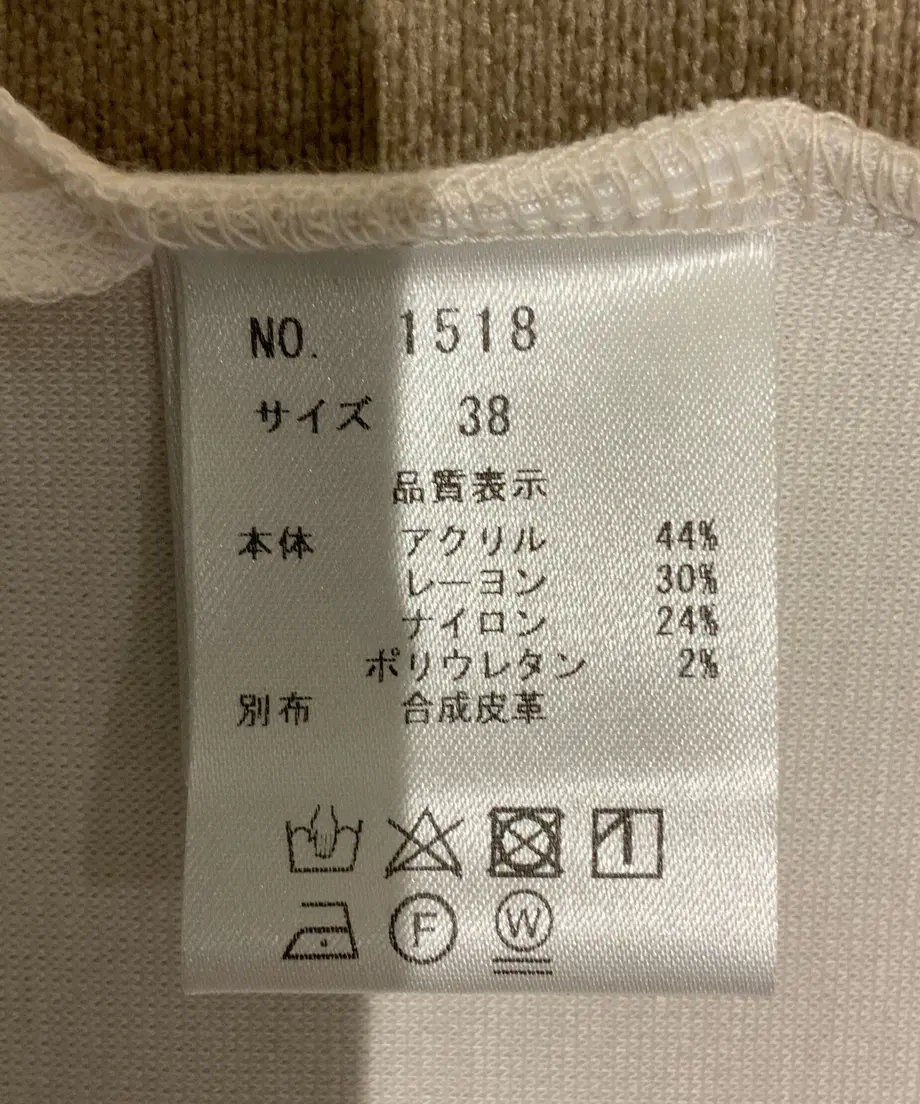 NO. 1518
サイズ 38
品質表示
本体 アクリル 44%
レーヨン 30%
ナイロン 24%
ポリウレタン 2%
別布 合成皮革
F W